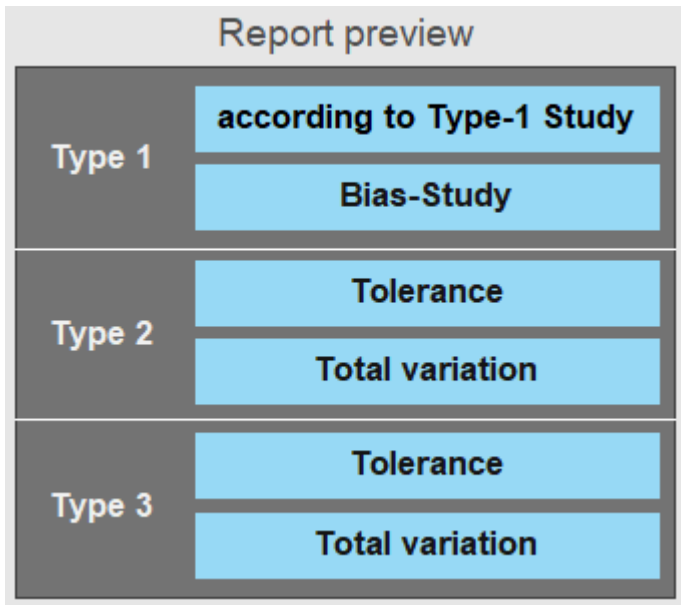 Report preview
Type 1
according to Type-1 Study
Bias-Study
Type 2
Tolerance
Total variation
Type 3
Tolerance
Total variation